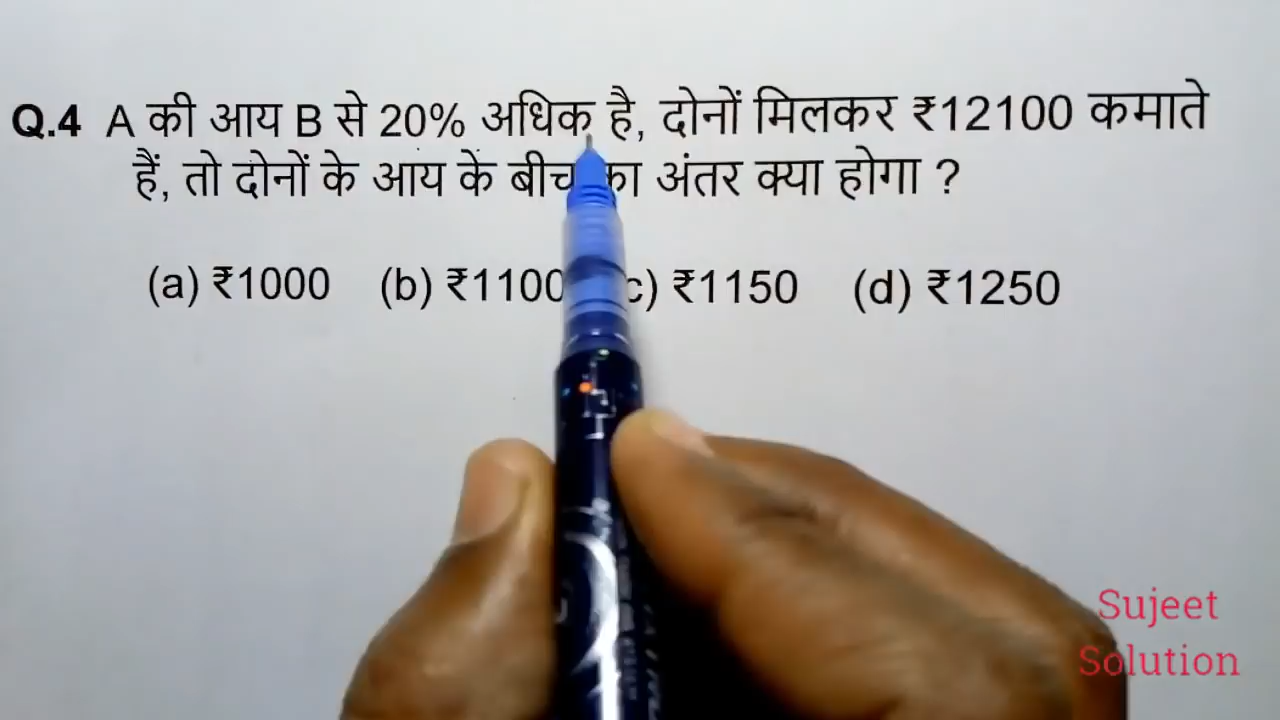 Q.4 A की आय B से 20% अधिक है, दोनों मिलकर ₹12100 कमाते
हैं, तो दोनों के आय के बीच का अंतर क्या होगा ?
(a) ₹1000 (b) ₹1100 (c) ₹1150 (d) ₹1250
Sujeet
Solution